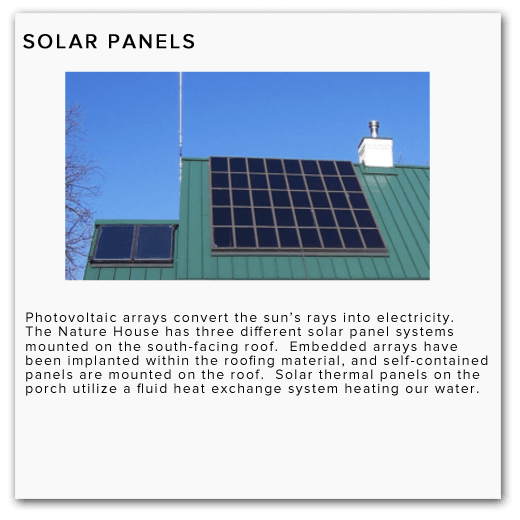 SOLAR PANELS
Photovoltaic arrays convert the sun's rays into electricity.
The Nature House has three different solar panel systems
mounted on the south-facing roof.  Embedded arrays have
been implanted within the roofing material, and self-contained
panels are mounted on the roof.  Solar thermal panels on the
porch utilize a fluid heat exchange system heating our water.